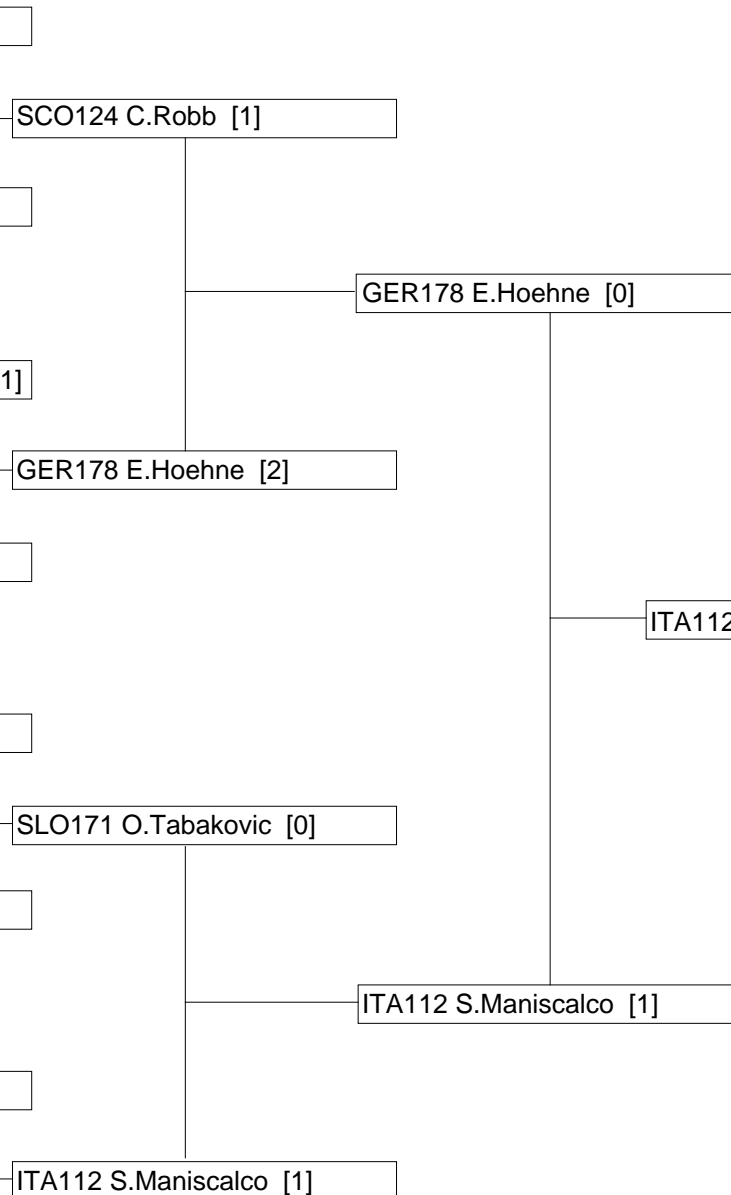 SCO124 C.Robb [1]
GER178 E.Hoehne [0]
1]
GER178 E.Hoehne [2]
ITA112
SLO171 O.Tabakovic [0]
ITA112 S.Maniscalco [1]
ITA112 S.Maniscalco [1]